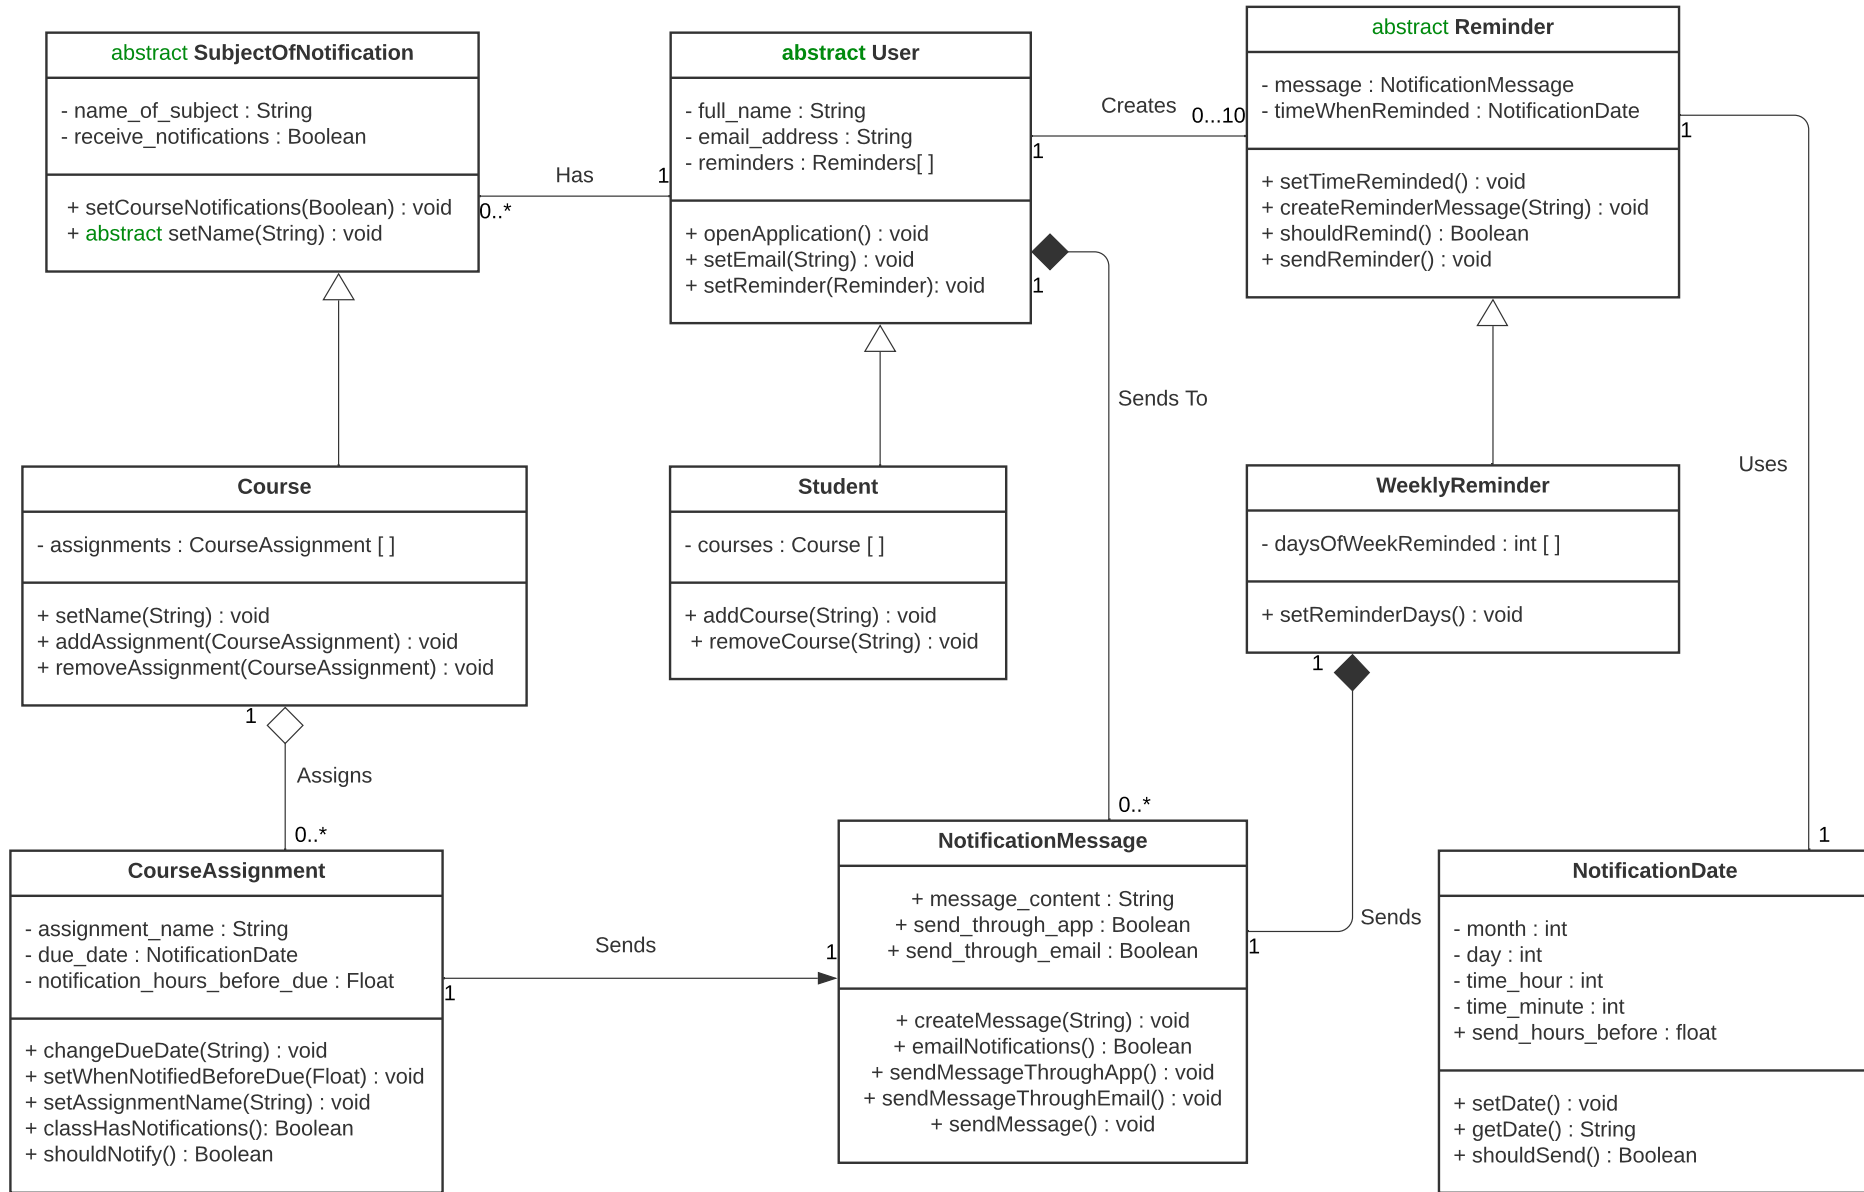 abstract SubjectOfNotification
- name_of_subject : String
- receive_notifications : Boolean
+ setCourseNotifications(Boolean) : void
+ abstract setName(String) : void
Has
1
0..*
abstract User
- full_name : String
- email_address : String
- reminders : Reminders[ ]
+ openApplication() : void
+ setEmail(String) : void
+ setReminder(Reminder): void
Creates
0...10
1
1
abstract Reminder
- message : NotificationMessage
- timeWhenReminded : NotificationDate
+ setTimeReminded() : void
+ createReminderMessage(String) : void
+ shouldRemind() : Boolean
+ sendReminder() : void
1
Sends To
Uses
Course
- assignments : CourseAssignment [ ]
+ setName(String) : void
+ addAssignment(CourseAssignment) : void
+ removeAssignment(CourseAssignment) : void
Student
- courses : Course [ ]
+ addCourse(String) : void
+ removeCourse(String) : void
WeeklyReminder
- daysOfWeekReminded : int [ ]
+ setReminderDays() : void
1
1
Assigns
0..*
0..*
1
CourseAssignment
- assignment_name : String
- due_date : NotificationDate
- notification_hours_before_due : Float
+ changeDueDate(String) : void
+ setWhenNotifiedBeforeDue(Float) : void
+ setAssignmentName(String) : void
+ classHasNotifications(): Boolean
+ shouldNotify() : Boolean
Sends
1
1
NotificationMessage
+ message_content : String
+ send_through_app : Boolean
+ send_through_email : Boolean
+ createMessage(String) : void
+ emailNotifications() : Boolean
+ sendMessageThroughApp() : void
+ sendMessageThroughEmail() : void
+ sendMessage() : void
Sends
1
NotificationDate
- month : int
- day : int
- time_hour : int
- time_minute : int
+ send_hours_before : float
+ setDate() : void
+ getDate() : String
+ shouldSend() : Boolean